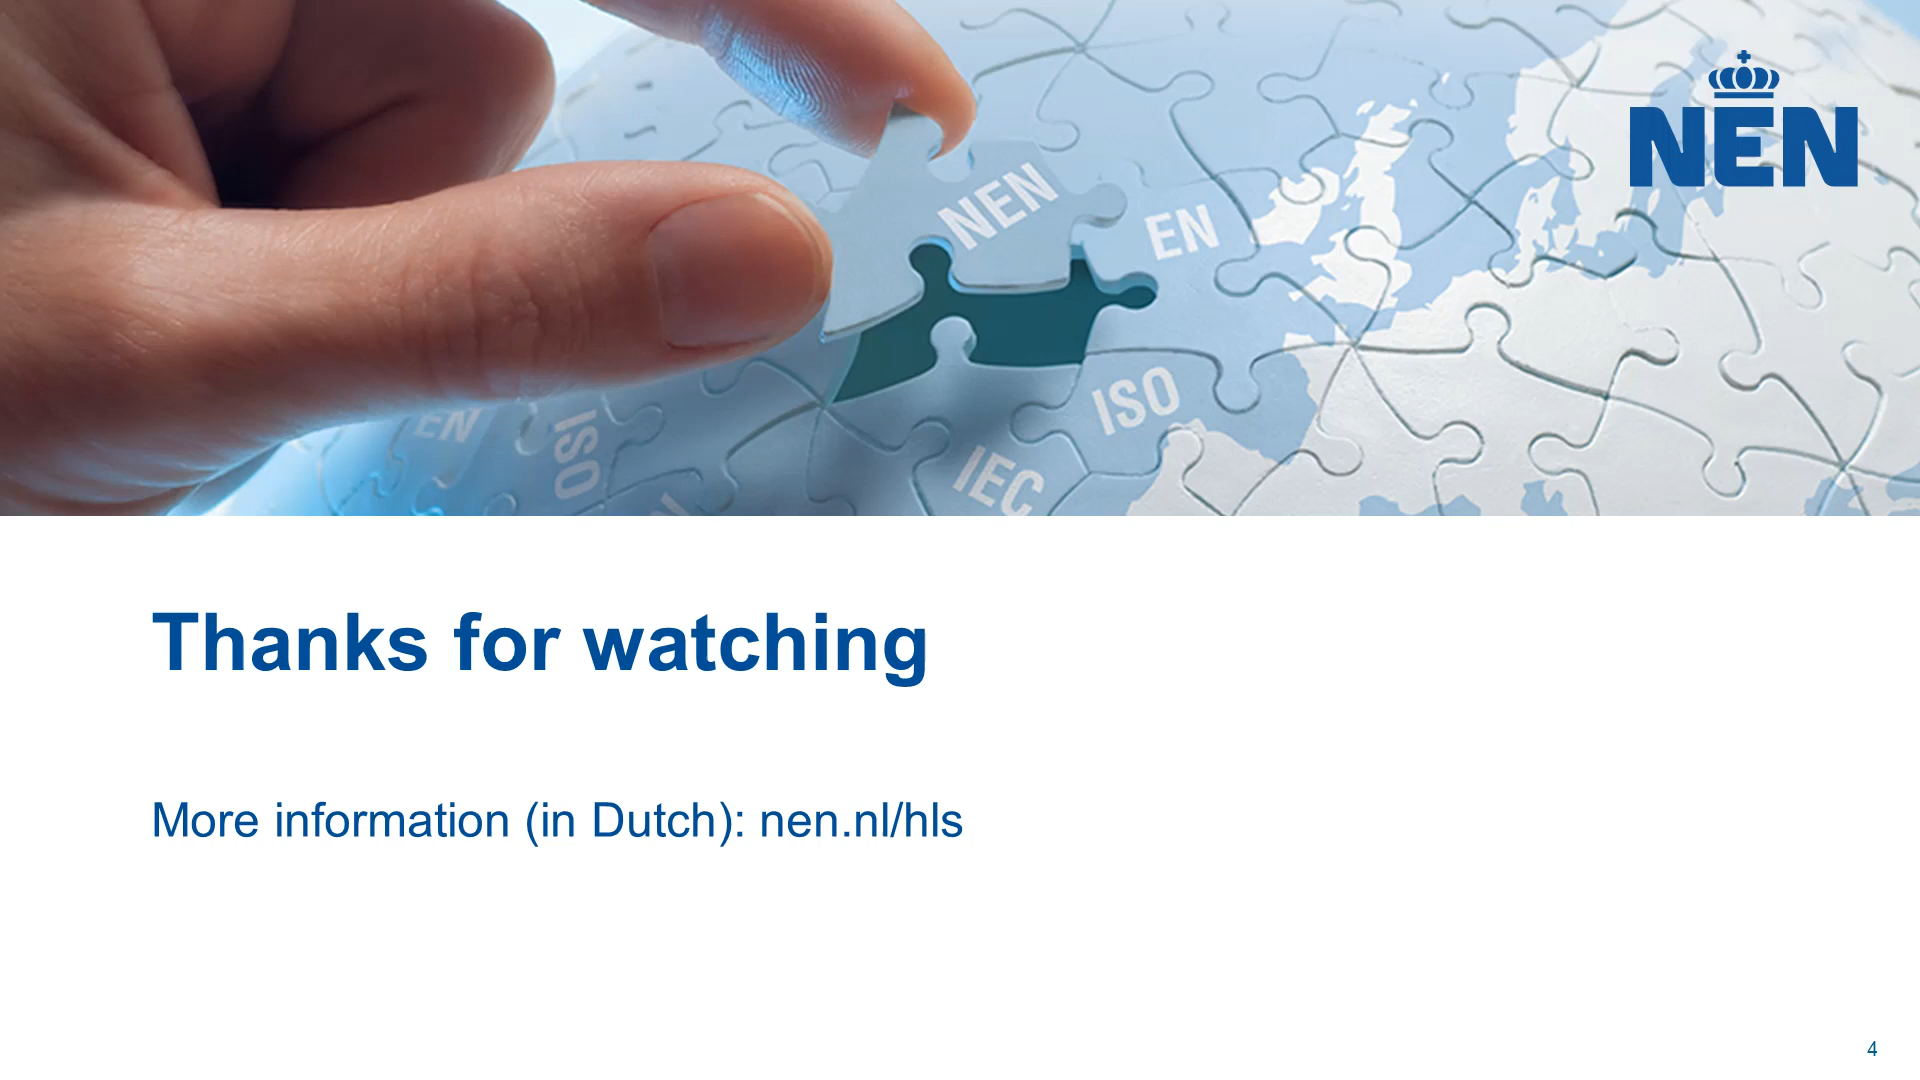 NEN
NEN
EN
ISO
IEC
EN
ISO
Thanks for watching
More information (in Dutch): nen.nl/hls
4